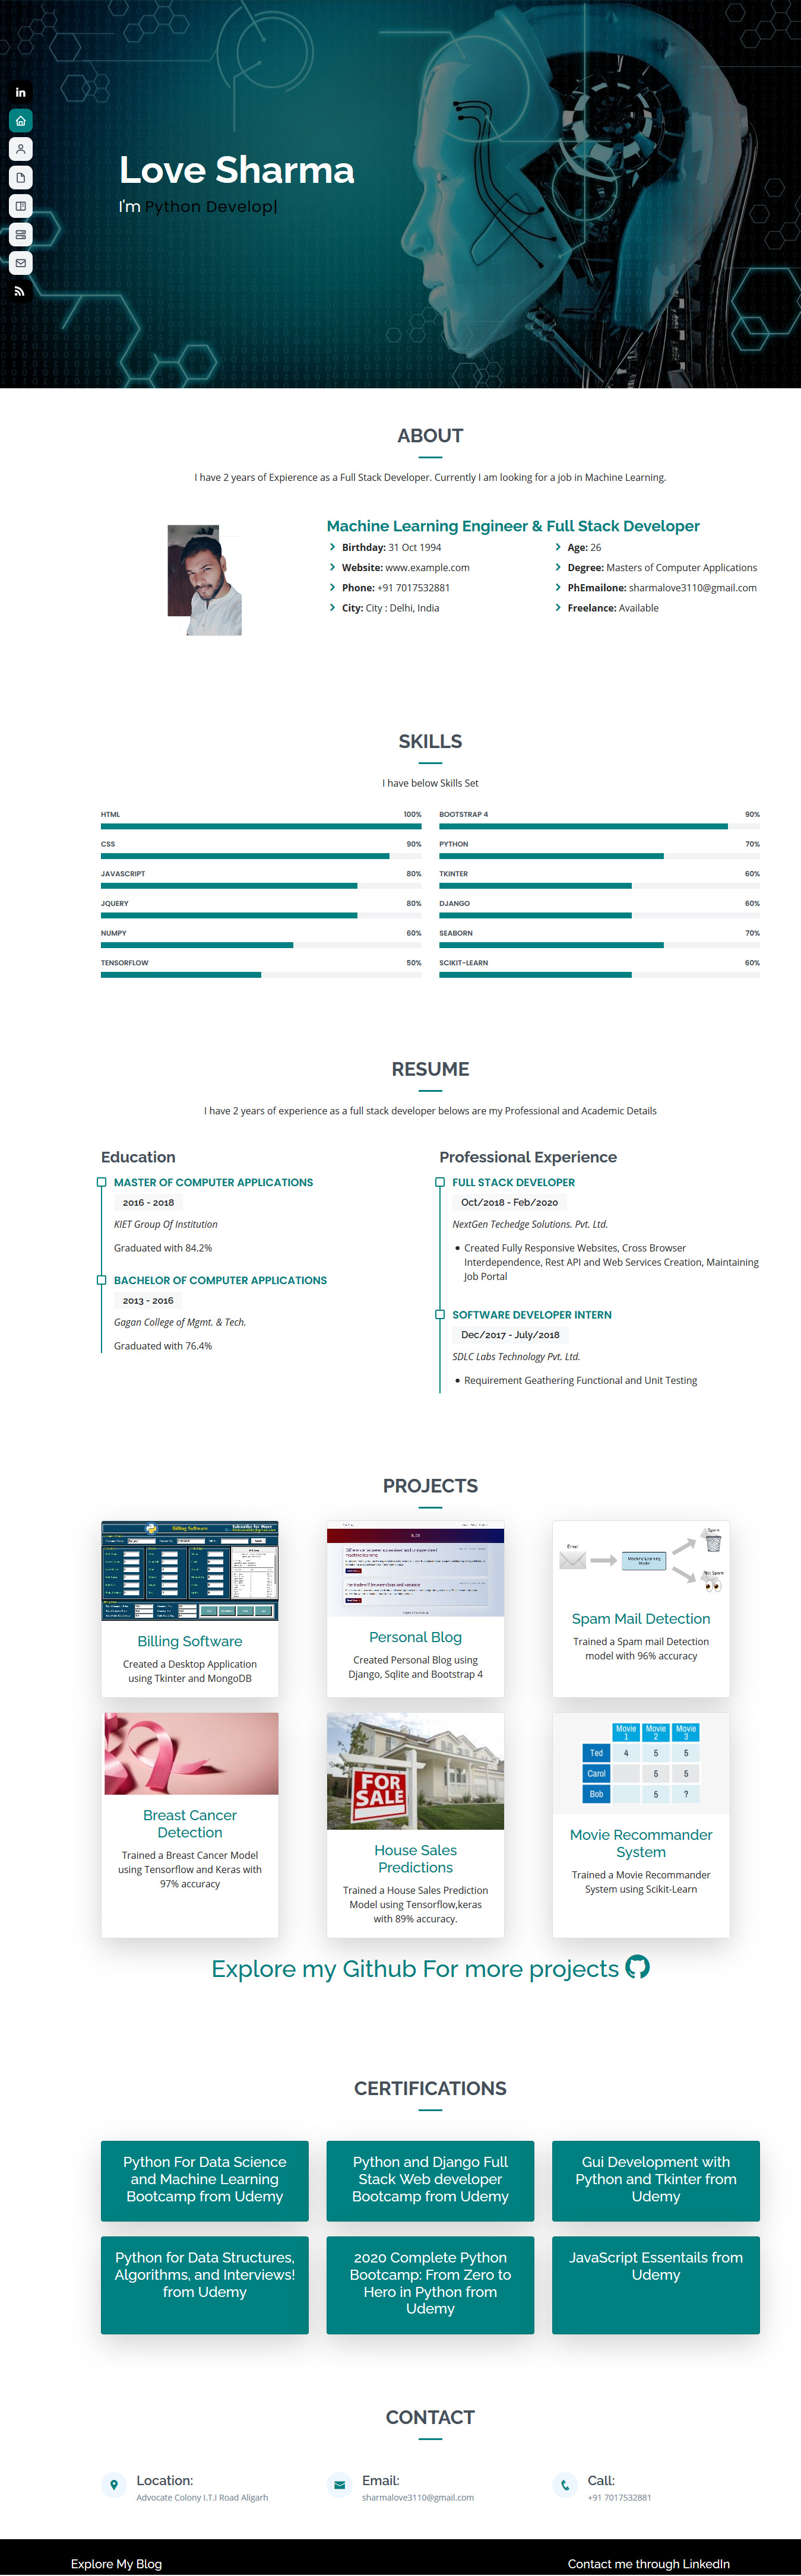 in
Love Sharma
I'm Python Develop|
ABOUT
I have 2 years of Expierence as a Full Stack Developer. Currently I am looking for a job in Machine Learning.
Machine Learning Engineer & Full Stack Developer
Birthday: 31 Oct 1994
Website: www.example.com
Phone: +91 7017532881
City: City : Delhi, India
Age: 26
Degree: Masters of Computer Applications
PhEmailone: sharmalove3110@gmail.com
Freelance: Available
SKILLS
I have below Skills Set
HTML 100%
CSS 90%
JAVASCRIPT 80%
JQUERY 80%
NUMPY 60%
TENSORFLOW 50%
BOOTSTRAP 4 90%
PYTHON 70%
TKINTER 60%
DJANGO 60%
SEABORN 70%
SCIKIT-LEARN 60%
RESUME
I have 2 years of experience as a full stack developer belows are my Professional and Academic Details
Education
MASTER OF COMPUTER APPLICATIONS
2016 - 2018
KIET Group Of Institution
Graduated with 84.2%
BACHELOR OF COMPUTER APPLICATIONS
2013 - 2016
Gagan College of Mgmt. & Tech.
Graduated with 76.4%
Professional Experience
FULL STACK DEVELOPER
Oct/2018 - Feb/2020
NextGen Techedge Solutions. Pvt. Ltd.
Created Fully Responsive Websites, Cross Browser
Interdependence, Rest API and Web Services Creation, Maintaining
Job Portal
SOFTWARE DEVELOPER INTERN
Dec/2017 - July/2018
SDLC Labs Technology Pvt. Ltd.
Requirement Geathering Functional and Unit Testing
PROJECTS
Billing Software
Billing Software
Created a Desktop Application
using Tkinter and MongoDB
BLOG
Personal Blog
Created Personal Blog using
Django, Sqlite and Bootstrap 4
Email
Machine Learning
Model
Spam
Not Spam
Spam Mail Detection
Trained a Spam mail Detection
model with 96% accuracy
Breast Cancer
Detection
Trained a Breast Cancer Model
using Tensorflow and Keras with
97% accuracy
FOR
SALE
House Sales
Predictions
Trained a House Sales Prediction
Model using Tensorflow,keras
with 89% accuracy.
Movie 1 Movie 2 Movie 3
Ted 4 5 5
Carol 5 5
Bob 5 ?
Movie Recommander
System
Trained a Movie Recommander
System using Scikit-Learn
Explore my Github For more projects
CERTIFICATIONS
Python For Data Science
and Machine Learning
Bootcamp from Udemy
Python and Django Full
Stack Web developer
Bootcamp from Udemy
Gui Development with
Python and Tkinter from
Udemy
Python for Data Structures,
Algorithms, and Interviews!
from Udemy
2020 Complete Python
Bootcamp: From Zero to
Hero in Python from
Udemy
JavaScript Essentails from
Udemy
CONTACT
Location:
Advocate Colony I.T.I Road Aligarh
Email:
sharmalove3110@gmail.com
Call:
+91 7017532881
Explore My Blog
Contact me through LinkedIn